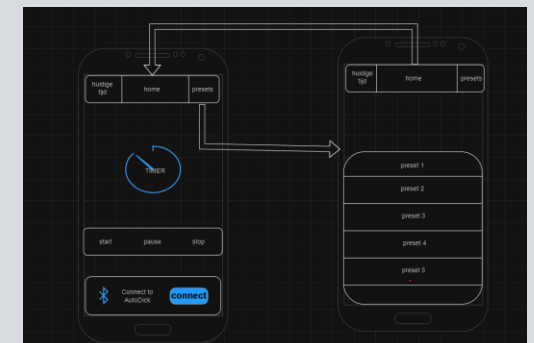 huidige
tijd
home
presets
TIMER
start pause stop
Connect to
AutoDick
connect
huidige
tijd
home
presets
preset 1
preset 2
preset 3
preset 4
preset 5